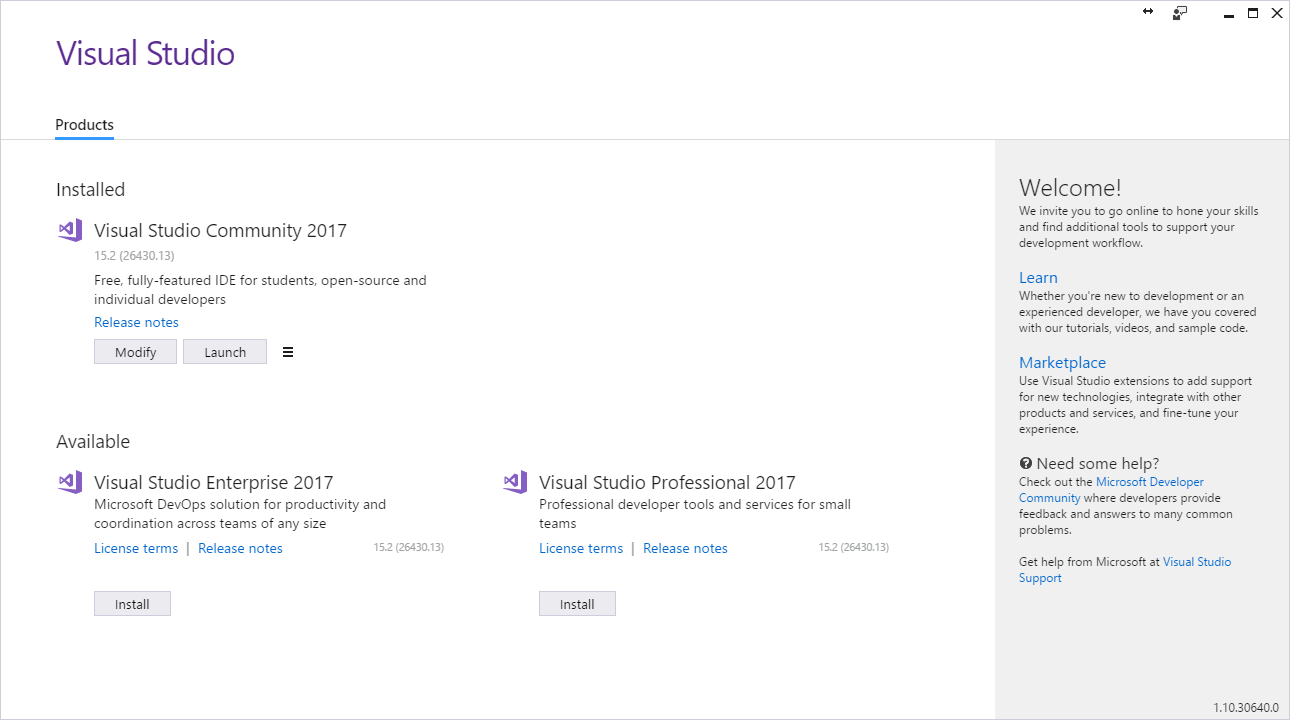 Visual Studio
Products
Installed
Visual Studio Community 2017
15.2 (26430.13)
Free, fully-featured IDE for students, open-source and
individual developers
Release notes
Modify
Launch
Available
Visual Studio Enterprise 2017
Microsoft DevOps solution for productivity and
coordination across teams of any size
License terms | Release notes
15.2 (26430.13)
Install
Visual Studio Professional 2017
Professional developer tools and services for small
teams
License terms | Release notes
15.2 (26430.13)
Install
Welcome!
We invite you to go online to hone your skills
and find additional tools to support your
development workflow.
Learn
Whether you're new to development or an
experienced developer, we have you covered
with our tutorials, videos, and sample code.
Marketplace
Use Visual Studio extensions to add support
for new technologies, integrate with other
products and services, and fine-tune your
experience.
Need some help?
Check out the Microsoft Developer
Community where developers provide
feedback and answers to many common
problems.
Get help from Microsoft at Visual Studio
Support
1.10.30640.0